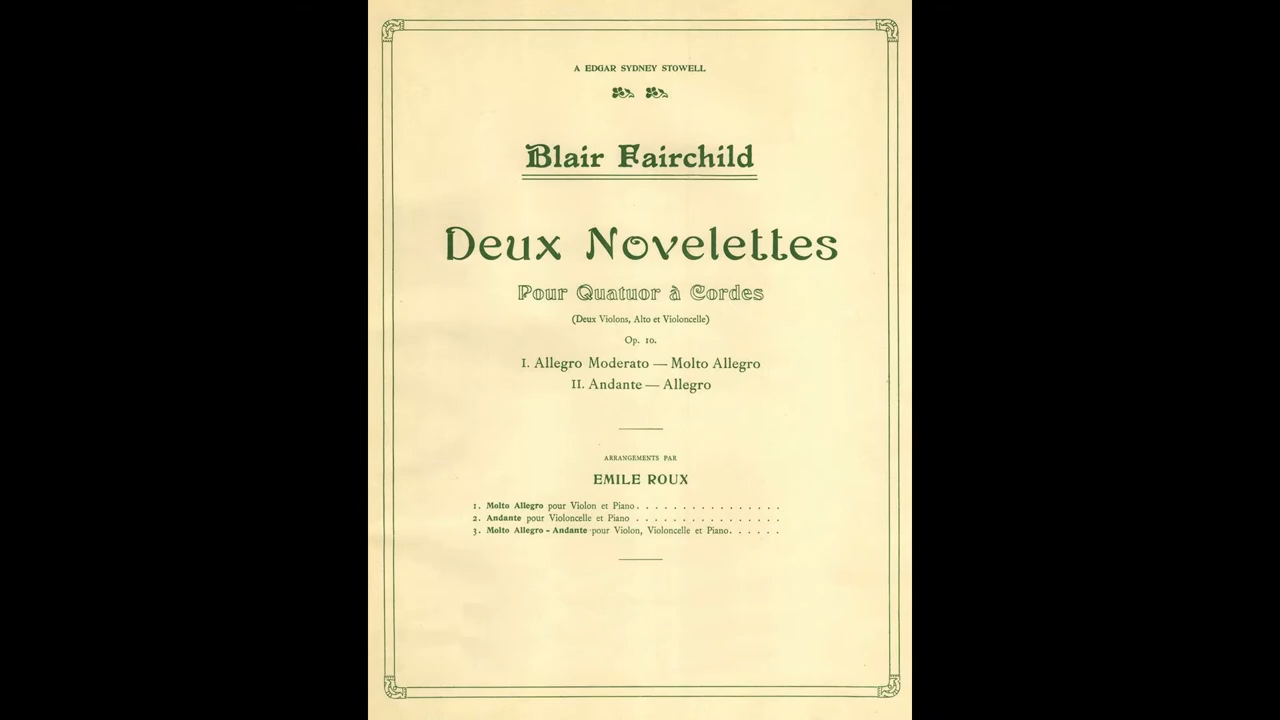 A EDGAR SYDNEY STOWELL
Blair Fairchild
Deux Novelettes
Pour Quatuor à Cordes
(Deux Violons, Alto et Violoncelle)
Op. 10.
I. Allegro Moderato — Molto Allegro
II. Andante — Allegro
ARRANGEMENTS PAR
EMILE ROUX
1. Molto Allegro pour Violon et Piano. . . . . . . . . . . . . . . . .
2. Andante pour Violoncelle et Piano . . . . . . . . . . . . . . . .
3. Molto Allegro - Andante pour Violon, Violoncelle et Piano. . . . . .